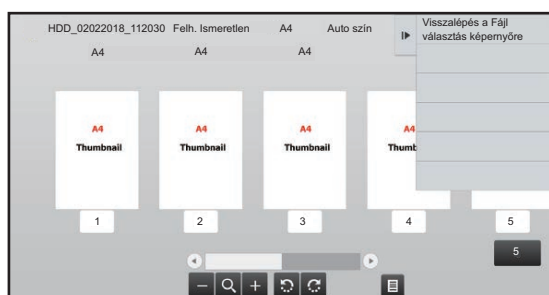 HDD_02022018_112030 Felh. Ismeretlen A4 Auto szín
Visszalépés a Fájl
választás képernyőre
A4 A4 A4
A4 A4 A4 A4
Thumbnail Thumbnail Thumbnail Thumb
1 2 3 4 5
5